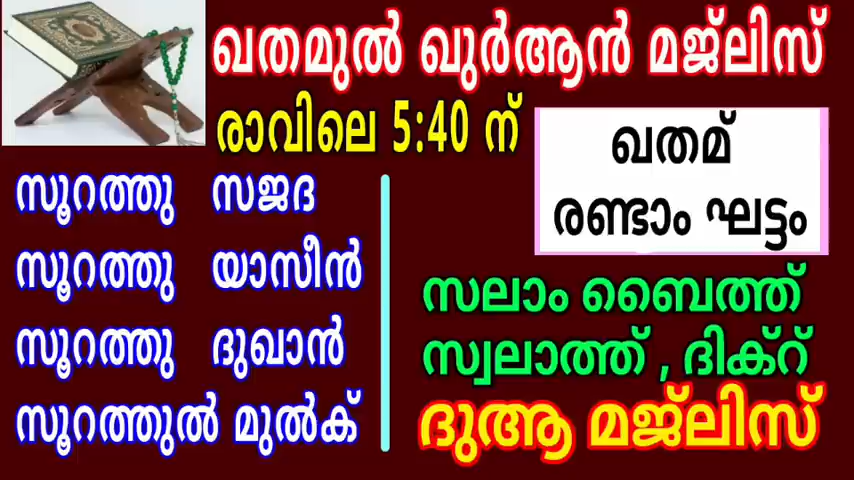 ഖതമുൽ ഖുർആൻ മജ്ലിസ്
രാവിലെ 5:40 ന്
ഖതമ്
രണ്ടാം ഘട്ടം
സൂറത്തു സജദ
സൂറത്തു യാസീൻ
സൂറത്തു ദുഖാൻ
സൂറത്തുൽ മുൽക്
സലാം ബൈത്ത്
സ്വലാത്ത് , ദിക്റ്
ദുആ മജ്ലിസ്